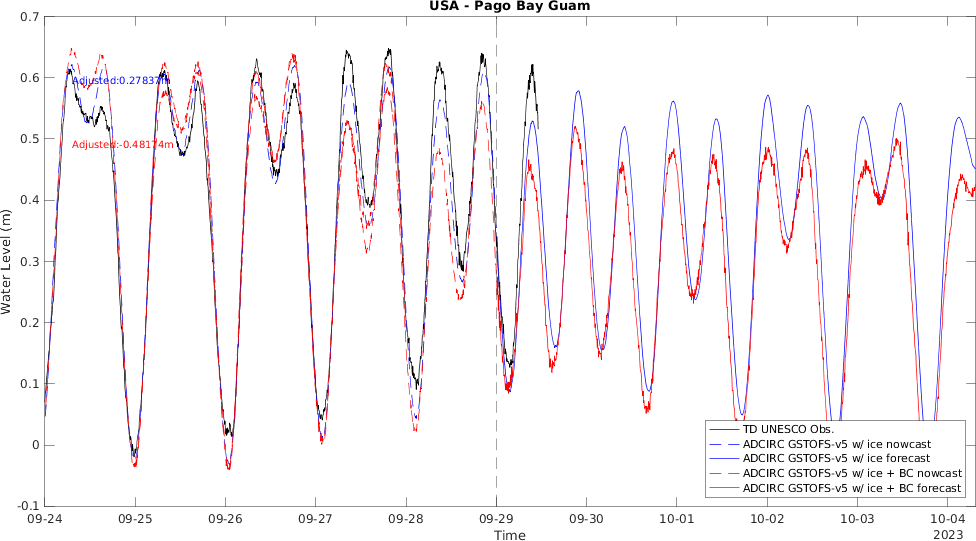 USA - Pago Bay Guam
0.7
0.6
0.5
0.4
0.3
0.2
0.1
0
-0.1
Water Level (m)
Adjusted:0.27837m
Adjusted:-0.48174m
TD UNESCO Obs.
ADCIRC GSTOFS-v5 w/ ice nowcast
ADCIRC GSTOFS-v5 w/ ice forecast
ADCIRC GSTOFS-v5 w/ ice + BC nowcast
ADCIRC GSTOFS-v5 w/ ice + BC forecast
09-24 09-25 09-26 09-27 09-28 09-29 09-30 10-01 10-02 10-03 10-04
Time
2023